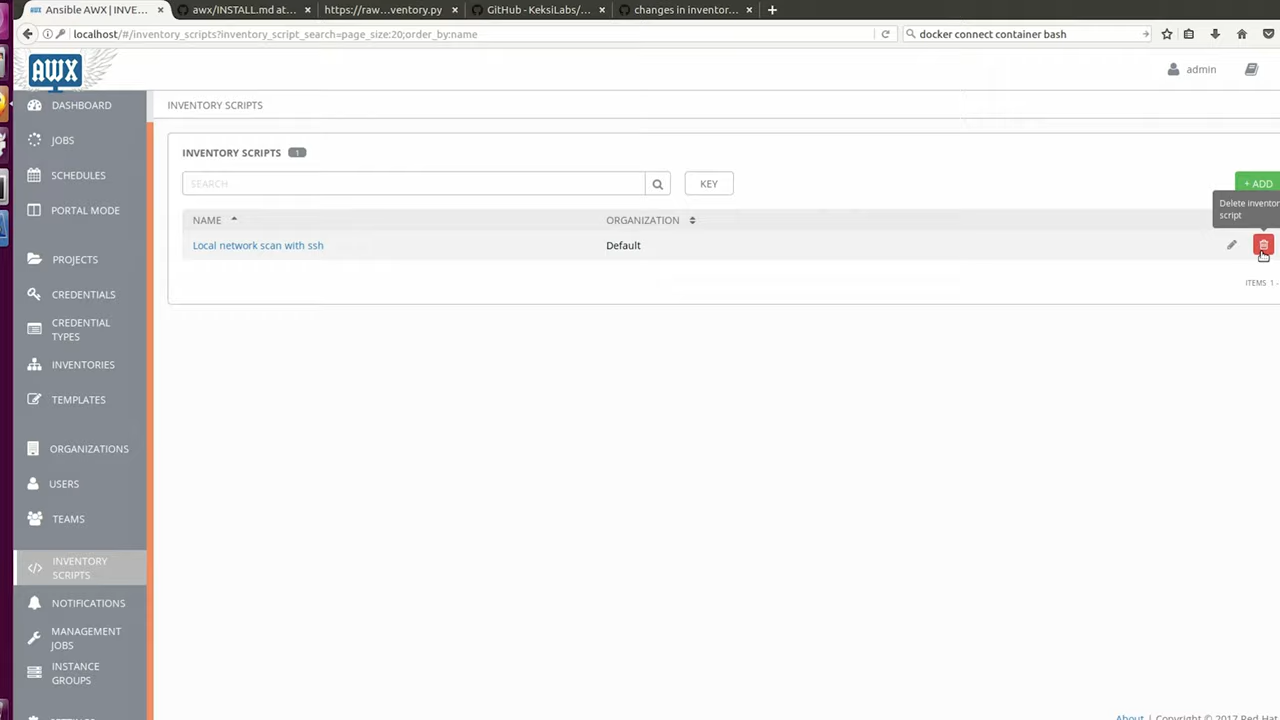 Ansible AWX | INVE...
awx/INSTALL.md at...
https://raw.ventory.py
GitHub - KeksiLabs/...
changes in inventor...
localhost/#/inventory_scripts?inventory_script_search=page_size:20;order_by:name
docker connect container bash
AWX
admin
DASHBOARD
JOBS
SCHEDULES
PORTAL MODE
PROJECTS
CREDENTIALS
CREDENTIAL
TYPES
INVENTORIES
TEMPLATES
ORGANIZATIONS
USERS
TEAMS
INVENTORY
SCRIPTS
NOTIFICATIONS
MANAGEMENT
JOBS
INSTANCE
GROUPS
INVENTORY SCRIPTS
INVENTORY SCRIPTS 1
SEARCH
KEY
+ ADD
Delete inventor
script
NAME
ORGANIZATION
Local network scan with ssh
Default
ITEMS 1 -
About | Copyright © 2017 Red Hat